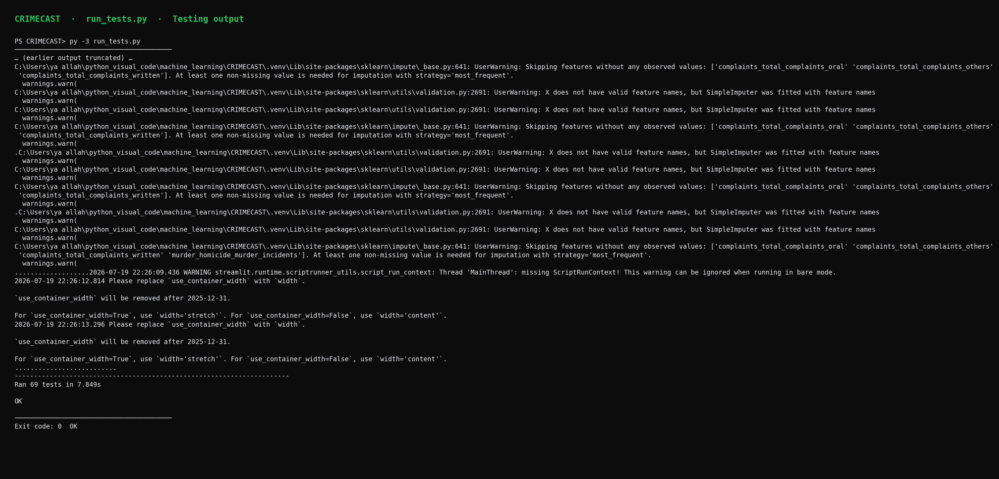 CRIMECAST · run_tests.py · Testing output
PS CRIMECAST> py -3 run_tests.py
────────────────────────────────────────
… (earlier output truncated) …
C:\Users\ya allah\python_visual_code\machine_learning\CRIMECAST\.venv\Lib\site-packages\sklearn\impute\_base.py:641: UserWarning: Skipping features without any observed values: ['complaints_total_complaints_oral' 'complaints_total_complaints_others'
 'complaints_total_complaints_written']. At least one non-missing value is needed for imputation with strategy='most_frequent'.
  warnings.warn(
C:\Users\ya allah\python_visual_code\machine_learning\CRIMECAST\.venv\Lib\site-packages\sklearn\utils\validation.py:2691: UserWarning: X does not have valid feature names, but SimpleImputer was fitted with feature names
  warnings.warn(
C:\Users\ya allah\python_visual_code\machine_learning\CRIMECAST\.venv\Lib\site-packages\sklearn\utils\validation.py:2691: UserWarning: X does not have valid feature names, but SimpleImputer was fitted with feature names
  warnings.warn(
C:\Users\ya allah\python_visual_code\machine_learning\CRIMECAST\.venv\Lib\site-packages\sklearn\impute\_base.py:641: UserWarning: Skipping features without any observed values: ['complaints_total_complaints_oral' 'complaints_total_complaints_others'
 'complaints_total_complaints_written']. At least one non-missing value is needed for imputation with strategy='most_frequent'.
  warnings.warn(
.C:\Users\ya allah\python_visual_code\machine_learning\CRIMECAST\.venv\Lib\site-packages\sklearn\utils\validation.py:2691: UserWarning: X does not have valid feature names, but SimpleImputer was fitted with feature names
  warnings.warn(
C:\Users\ya allah\python_visual_code\machine_learning\CRIMECAST\.venv\Lib\site-packages\sklearn\utils\validation.py:2691: UserWarning: X does not have valid feature names, but SimpleImputer was fitted with feature names
  warnings.warn(
C:\Users\ya allah\python_visual_code\machine_learning\CRIMECAST\.venv\Lib\site-packages\sklearn\impute\_base.py:641: UserWarning: Skipping features without any observed values: ['complaints_total_complaints_oral' 'complaints_total_complaints_others'
 'complaints_total_complaints_written']. At least one non-missing value is needed for imputation with strategy='most_frequent'.
  warnings.warn(
.C:\Users\ya allah\python_visual_code\machine_learning\CRIMECAST\.venv\Lib\site-packages\sklearn\utils\validation.py:2691: UserWarning: X does not have valid feature names, but SimpleImputer was fitted with feature names
  warnings.warn(
C:\Users\ya allah\python_visual_code\machine_learning\CRIMECAST\.venv\Lib\site-packages\sklearn\utils\validation.py:2691: UserWarning: X does not have valid feature names, but SimpleImputer was fitted with feature names
  warnings.warn(
C:\Users\ya allah\python_visual_code\machine_learning\CRIMECAST\.venv\Lib\site-packages\sklearn\impute\_base.py:641: UserWarning: Skipping features without any observed values: ['complaints_total_complaints_oral' 'complaints_total_complaints_others'
 'complaints_total_complaints_written' 'murder_homicide_murder_incidents']. At least one non-missing value is needed for imputation with strategy='most_frequent'.
  warnings.warn(
...................2026-07-19 22:26:09.436 WARNING streamlit.runtime.scriptrunner_utils.script_run_context: Thread 'MainThread': missing ScriptRunContext! This warning can be ignored when running in bare mode.
2026-07-19 22:26:12.814 Please replace `use_container_width` with `width`.
`use_container_width` will be removed after 2025-12-31.
For `use_container_width=True`, use `width='stretch'`. For `use_container_width=False`, use `width='content'`.
2026-07-19 22:26:13.296 Please replace `use_container_width` with `width`.
`use_container_width` will be removed after 2025-12-31.
For `use_container_width=True`, use `width='stretch'`. For `use_container_width=False`, use `width='content'`.
..........................
----------------------------------------------------------------------
Ran 69 tests in 7.849s
OK
────────────────────────────────────────
Exit code: 0  OK